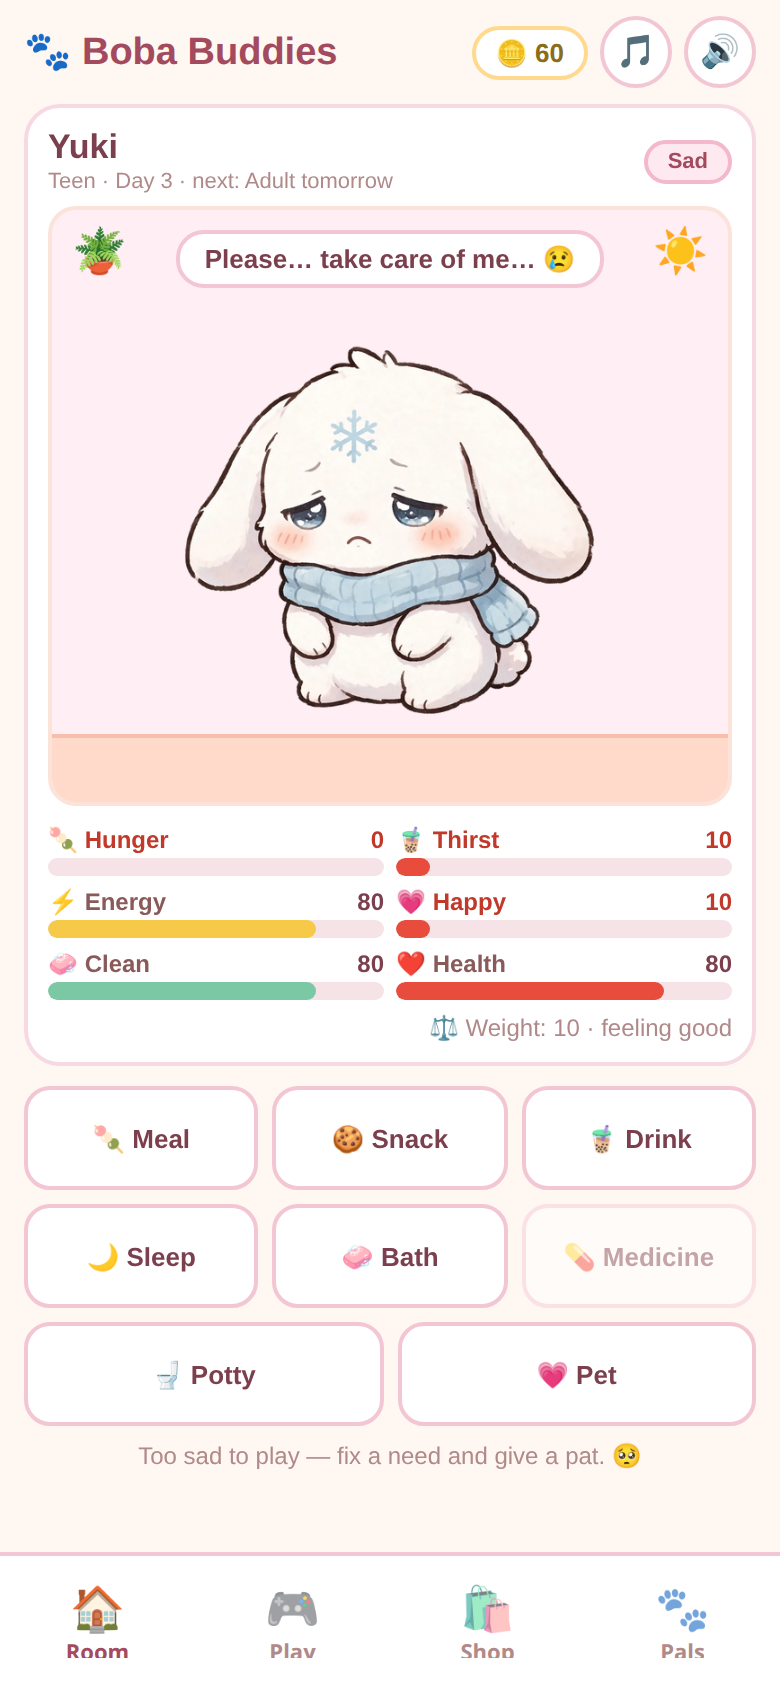 🐾 Boba Buddies
🪙 60
🎵
🔊
Yuki
Teen · Day 3 · next: Adult tomorrow
Sad
Please… take care of me… 😢
🍡 Hunger 0
🧋 Thirst 10
⚡ Energy 80
💗 Happy 10
🧼 Clean 80
❤️ Health 80
⚖️ Weight: 10 · feeling good
🍡 Meal
🍪 Snack
🧋 Drink
🌙 Sleep
🧼 Bath
💊 Medicine
🚽 Potty
💗 Pet
Too sad to play — fix a need and give a pat. 🥺
Room
Play
Shop
Pals